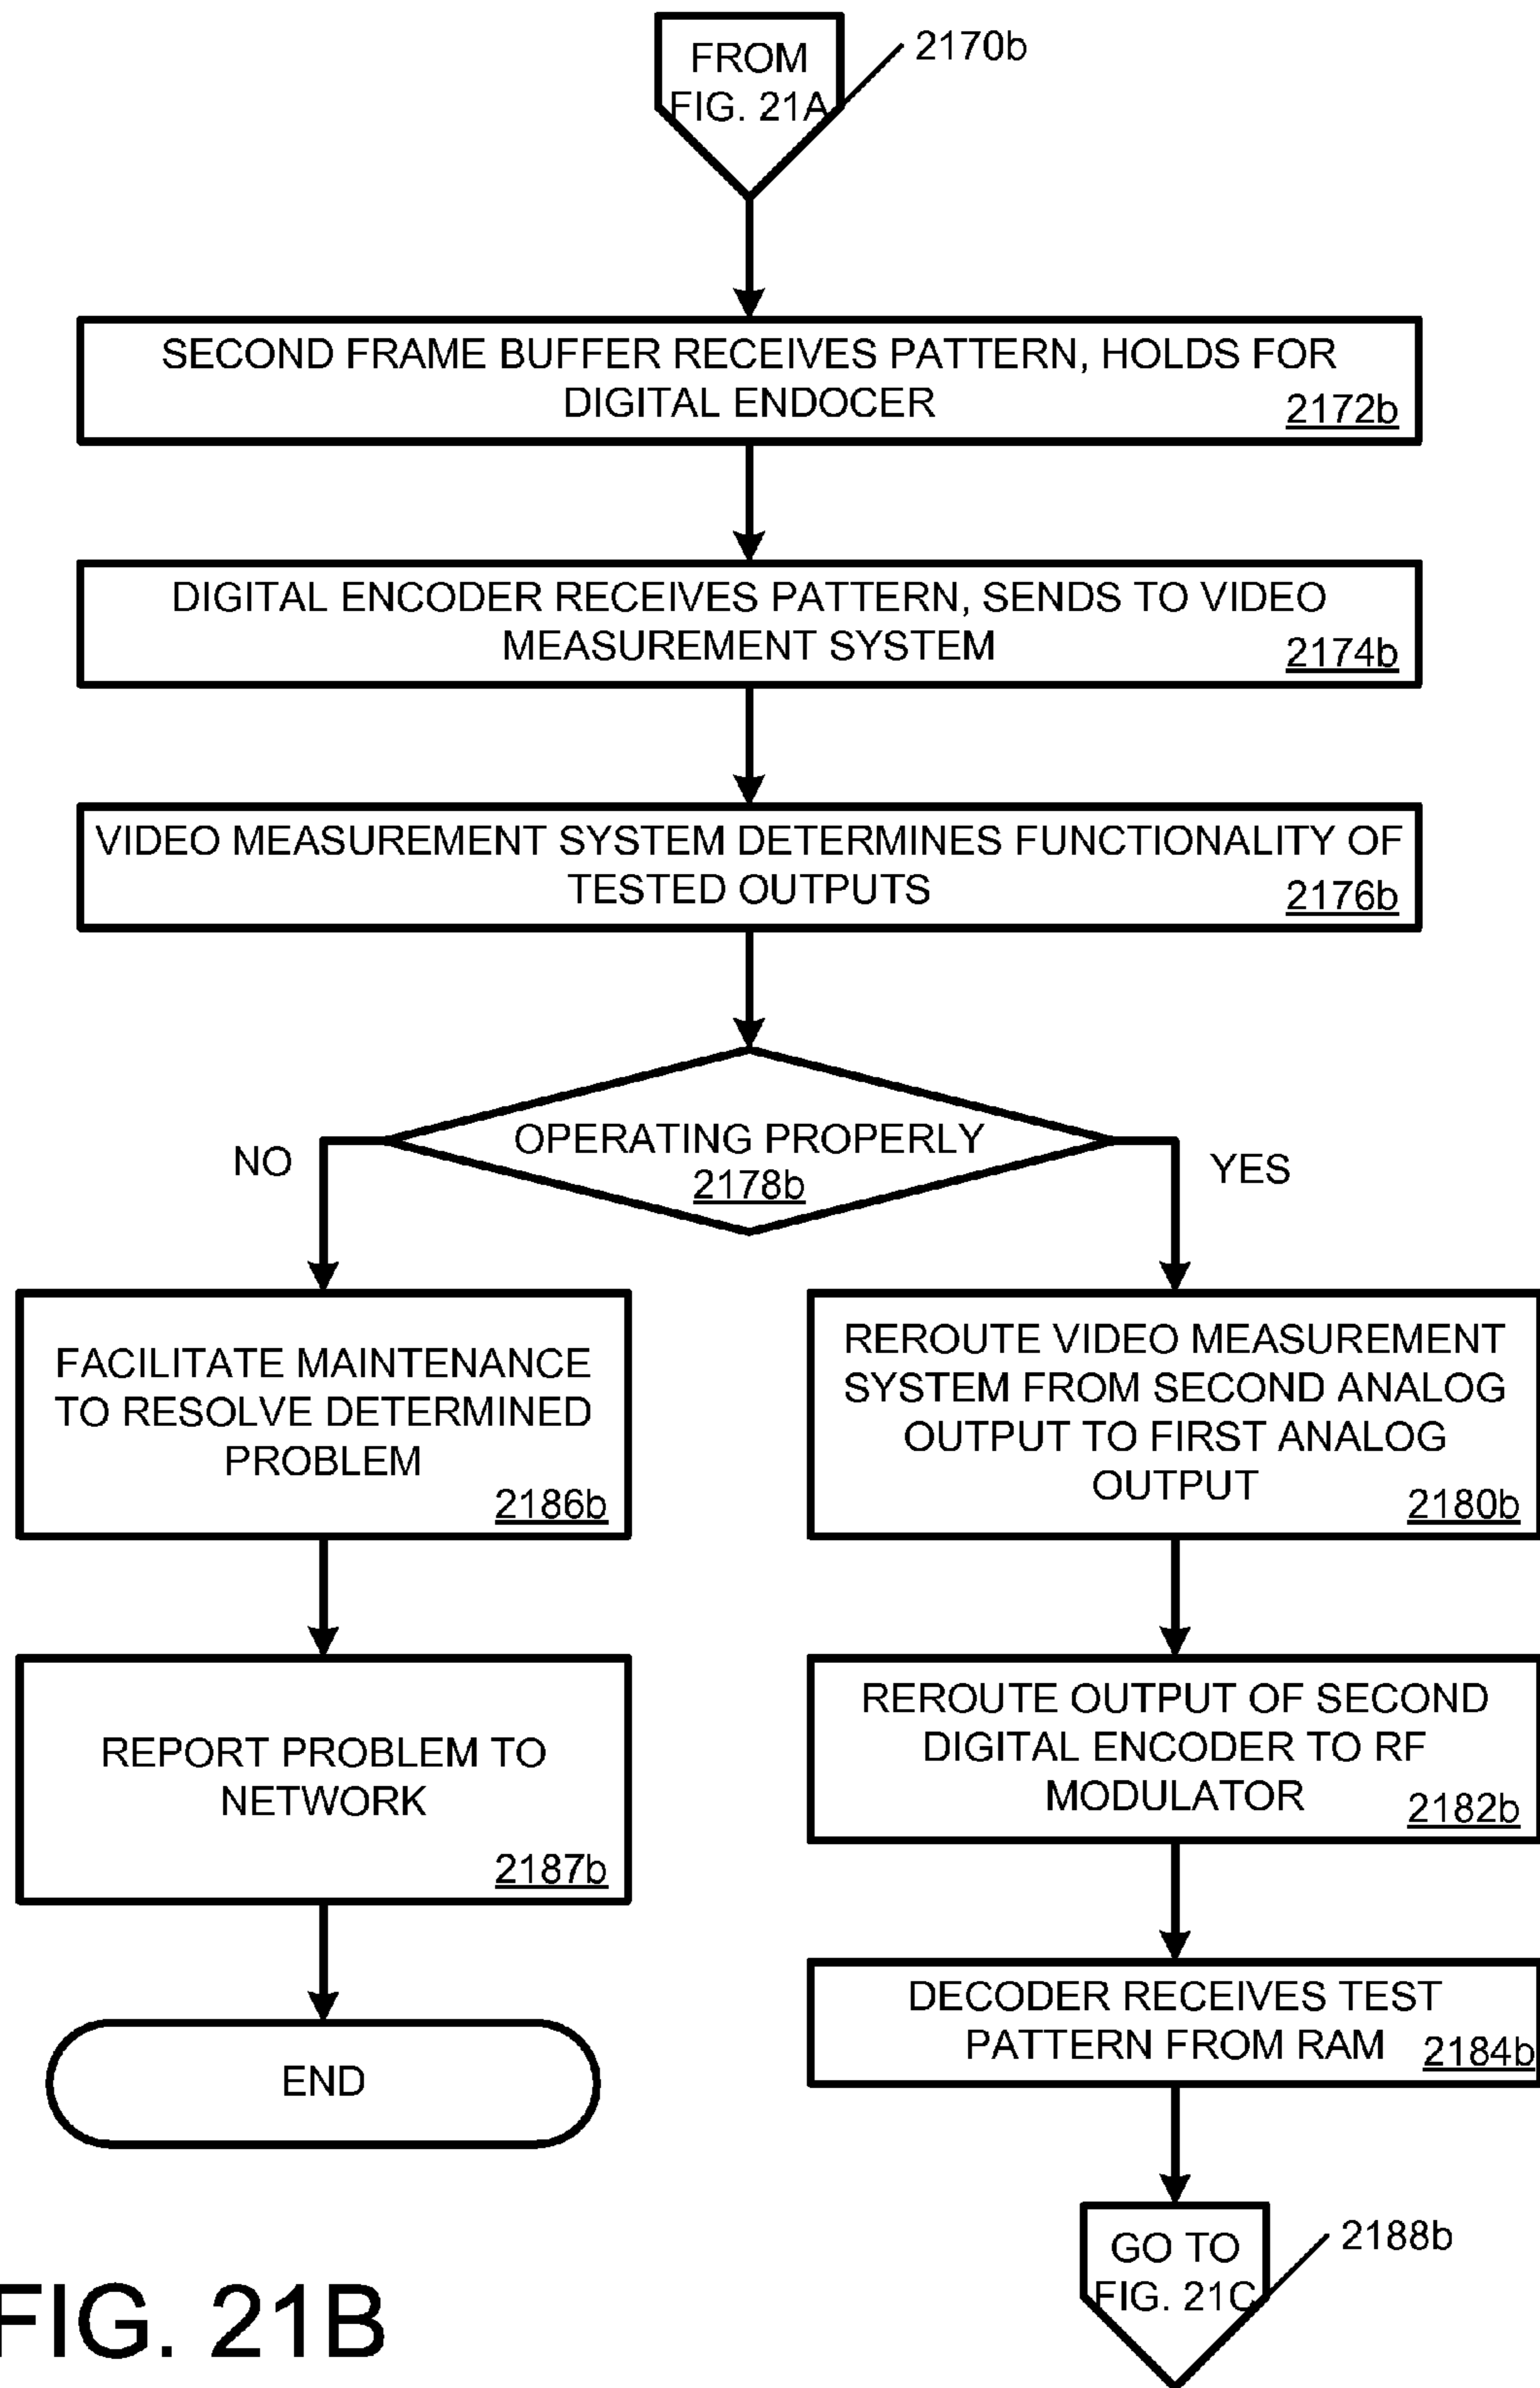 FROM
FIG. 21A
2170b
SECOND FRAME BUFFER RECEIVES PATTERN, HOLDS FOR
DIGITAL ENDOCER
2172b
DIGITAL ENCODER RECEIVES PATTERN, SENDS TO VIDEO
MEASUREMENT SYSTEM
2174b
VIDEO MEASUREMENT SYSTEM DETERMINES FUNCTIONALITY OF
TESTED OUTPUTS
2176b
OPERATING PROPERLY
2178b
NO
YES
FACILITATE MAINTENANCE
TO RESOLVE DETERMINED
PROBLEM
2186b
REPORT PROBLEM TO
NETWORK
2187b
END
REROUTE VIDEO MEASUREMENT
SYSTEM FROM SECOND ANALOG
OUTPUT TO FIRST ANALOG
OUTPUT
2180b
REROUTE OUTPUT OF SECOND
DIGITAL ENCODER TO RF
MODULATOR
2182b
DECODER RECEIVES TEST
PATTERN FROM RAM
2184b
GO TO
FIG. 21C
2188b
FIG. 21B